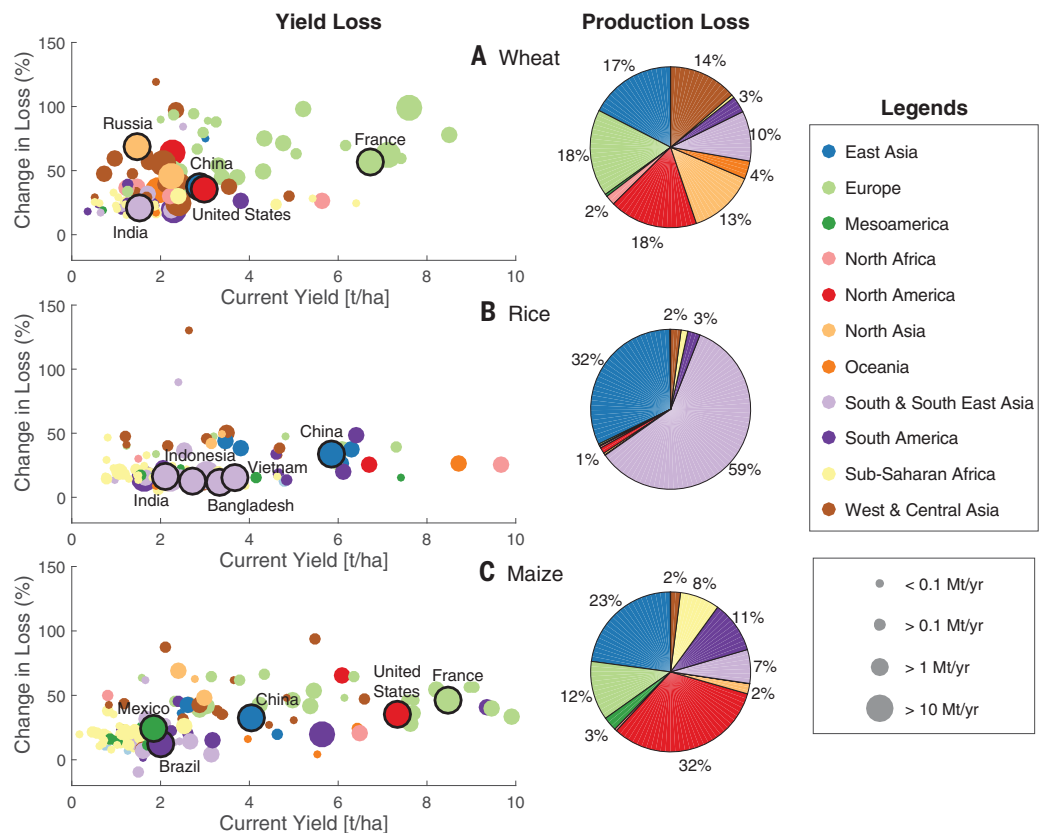 Yield Loss
Production Loss
A Wheat
Change in Loss (%)
150
100
50
0
Russia
China
France
United States
India
0 2 4 6 8 10
Current Yield [t/ha]
17%
14%
3%
10%
4%
13%
18%
2%
18%
B Rice
Change in Loss (%)
150
100
50
0
China
Indonesia
Vietnam
India
Bangladesh
0 2 4 6 8 10
Current Yield [t/ha]
2%
3%
32%
1%
59%
C Maize
Change in Loss (%)
150
100
50
0
Mexico
China
United
States
France
Brazil
0 2 4 6 8 10
Current Yield [t/ha]
2%
8%
23%
11%
7%
2%
12%
3%
32%
Legends
East Asia
Europe
Mesoamerica
North Africa
North America
North Asia
Oceania
South & South East Asia
South America
Sub-Saharan Africa
West & Central Asia
< 0.1 Mt/yr
> 0.1 Mt/yr
> 1 Mt/yr
> 10 Mt/yr